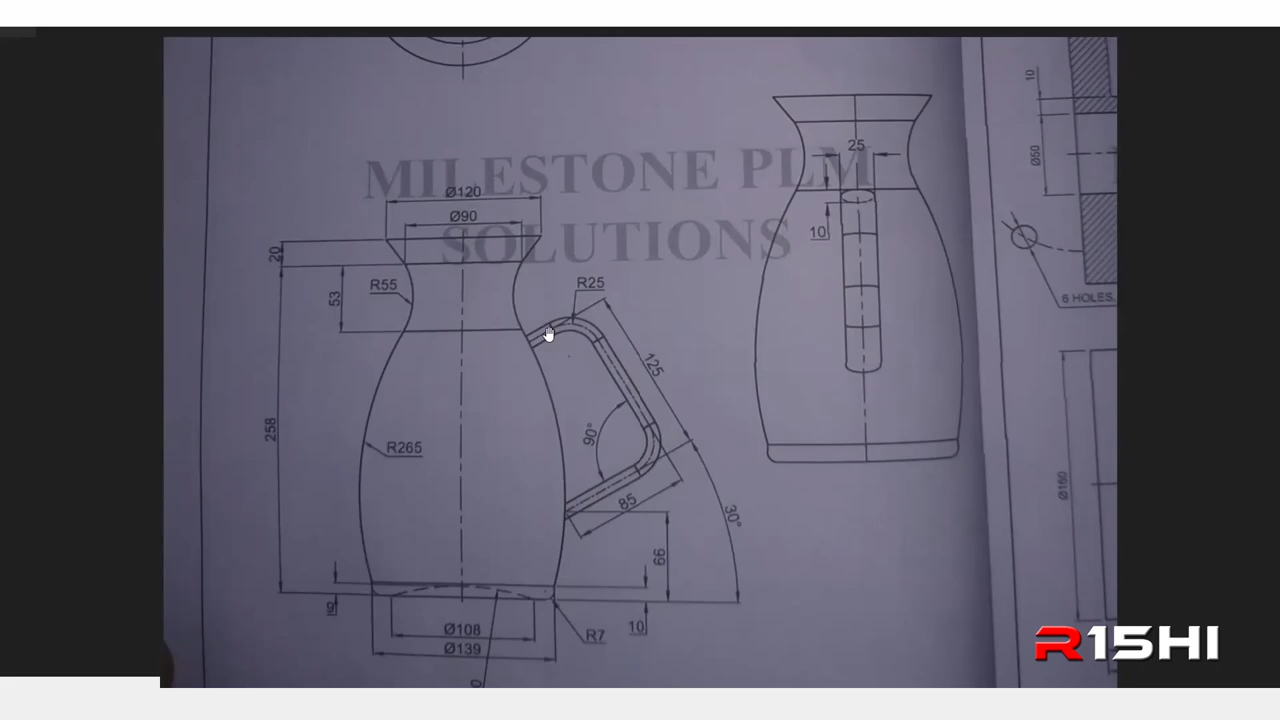 10
Ø50
25
MILESTONE PLM
SOLUTIONS
Ø120
Ø90
20
R55
53
R25
10
6 HOLES,
125
258
90°
R265
85
30°
66
Ø160
Ø108
Ø139
R7
10
R15HI